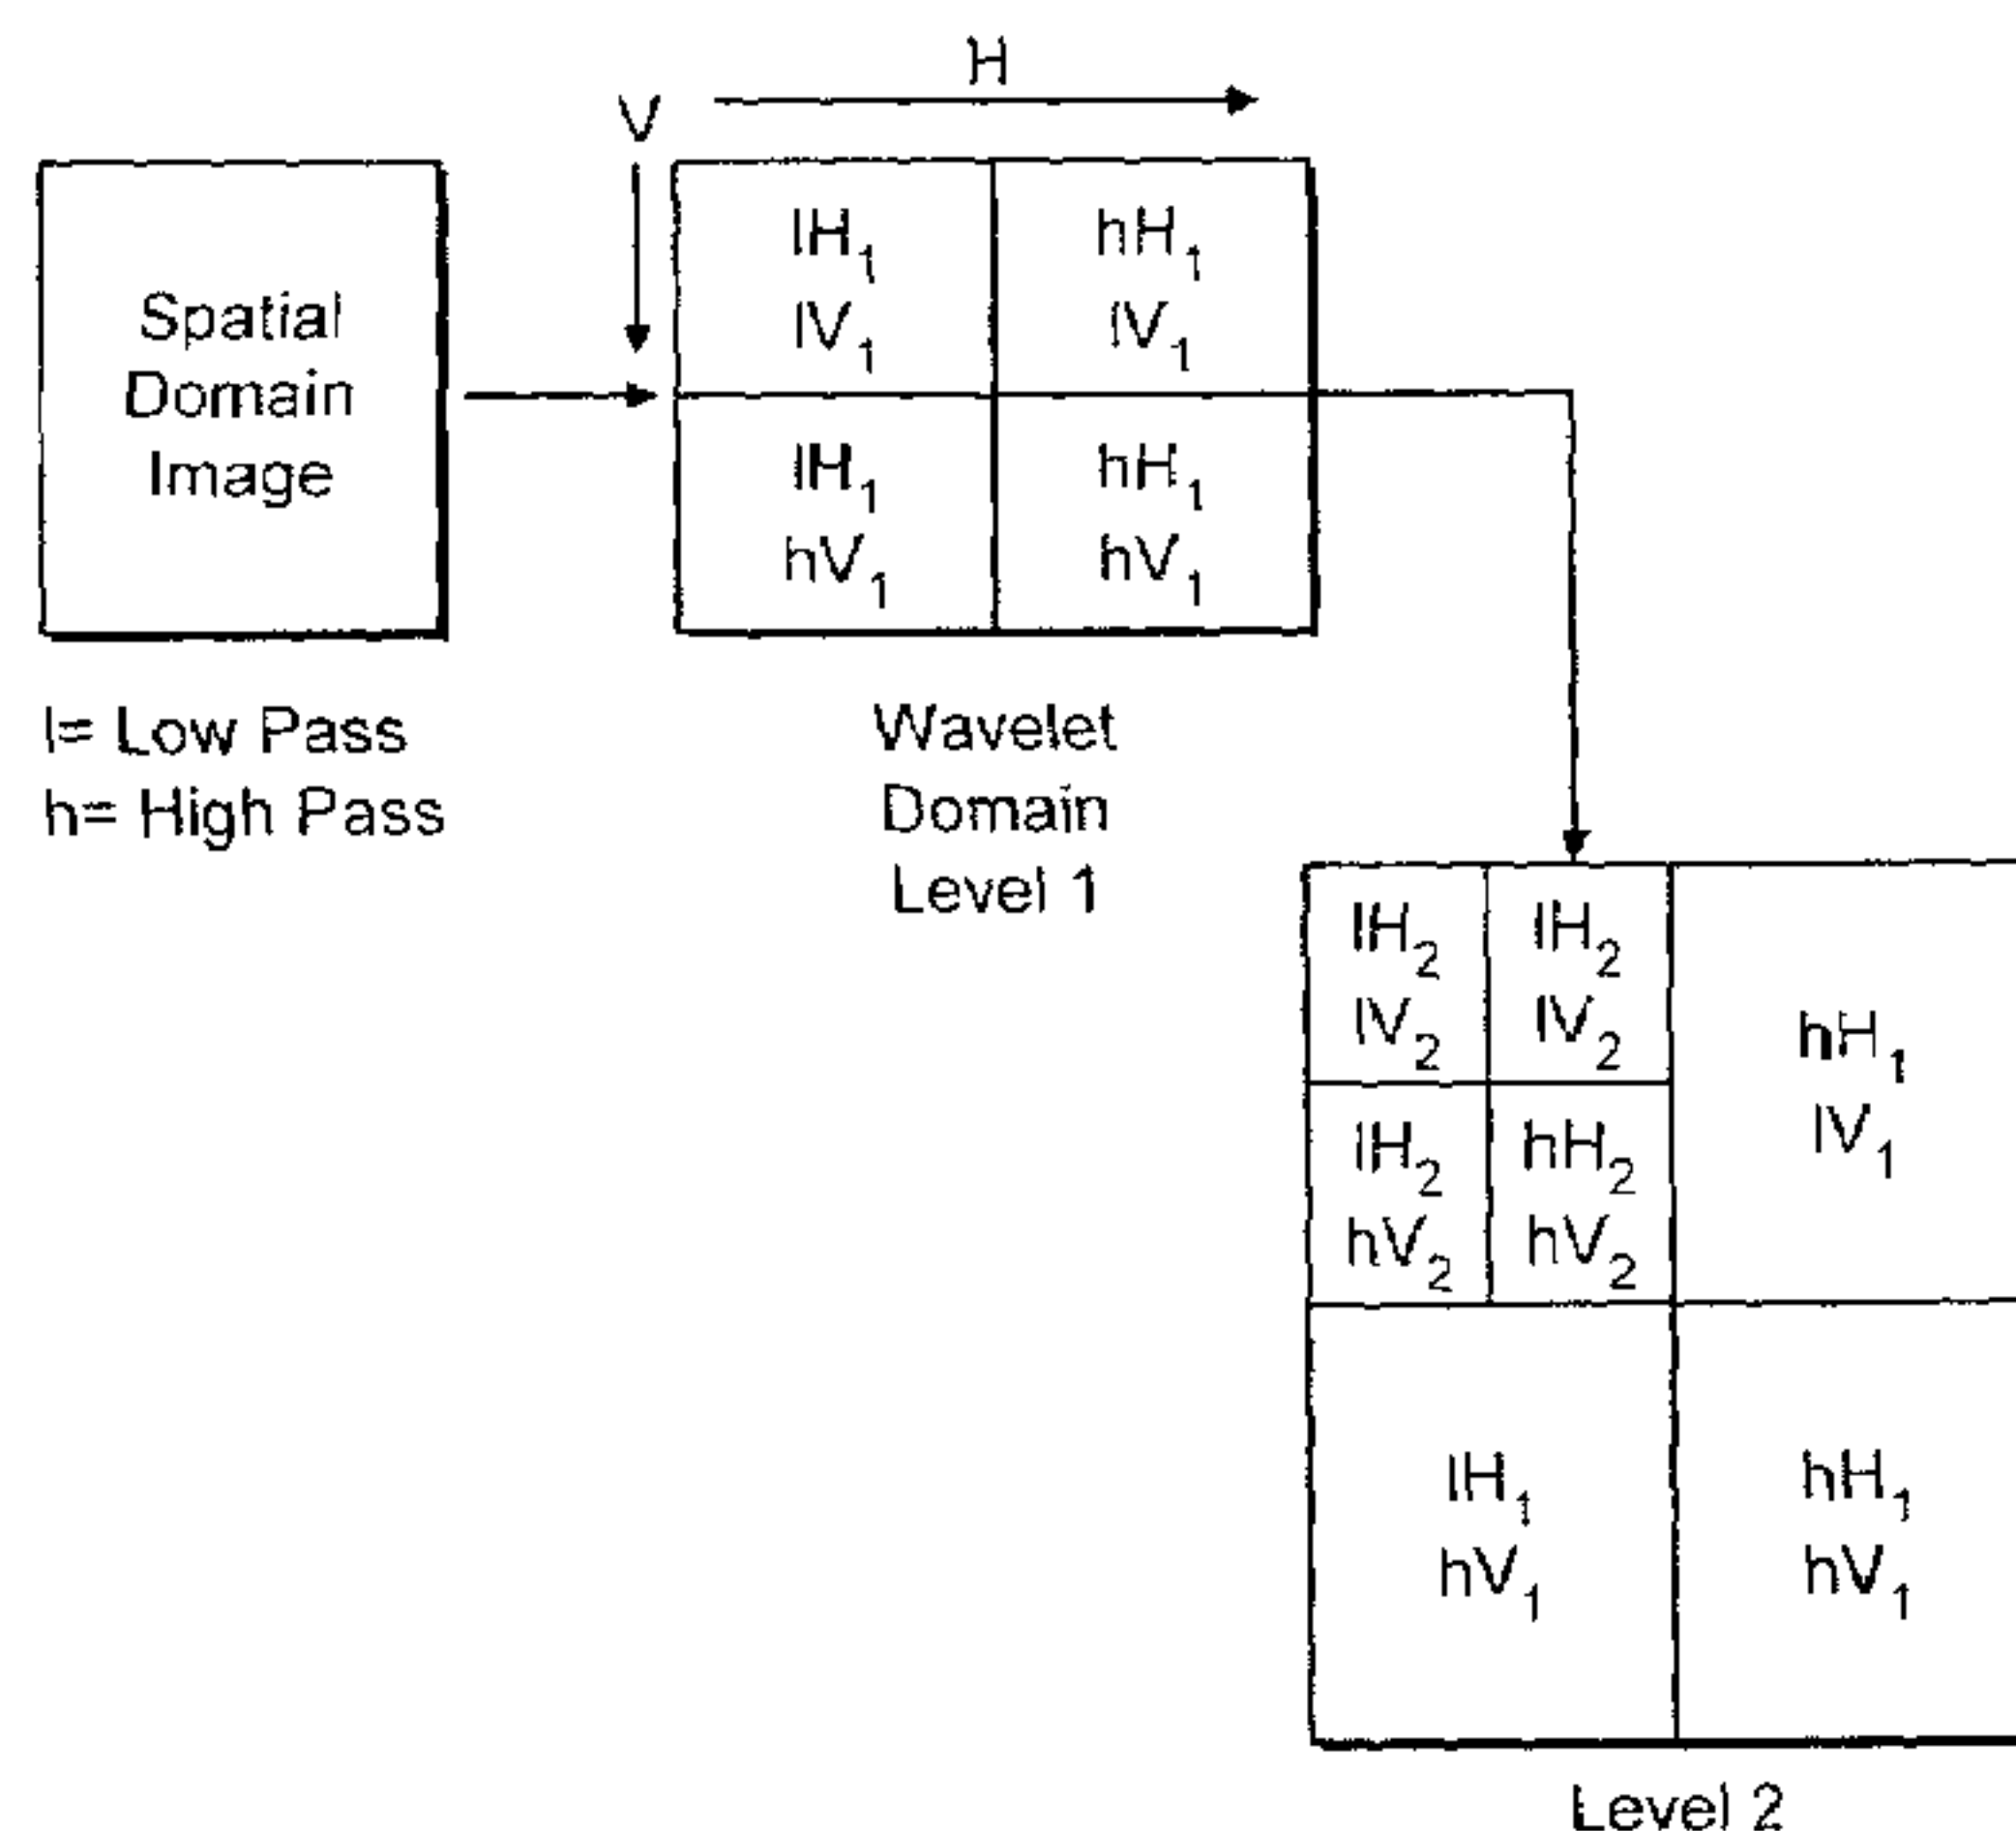 H
V
Spatial
Domain
Image
lH1
lV1
hH1
lV1
lH1
hV1
hH1
hV1
l= Low Pass
h= High Pass
Wavelet
Domain
Level 1
lH2
lV2
lH2
lV2
hH1
lV1
lH2
hV2
hH2
hV2
lH1
hV1
hH1
hV1
Level 2